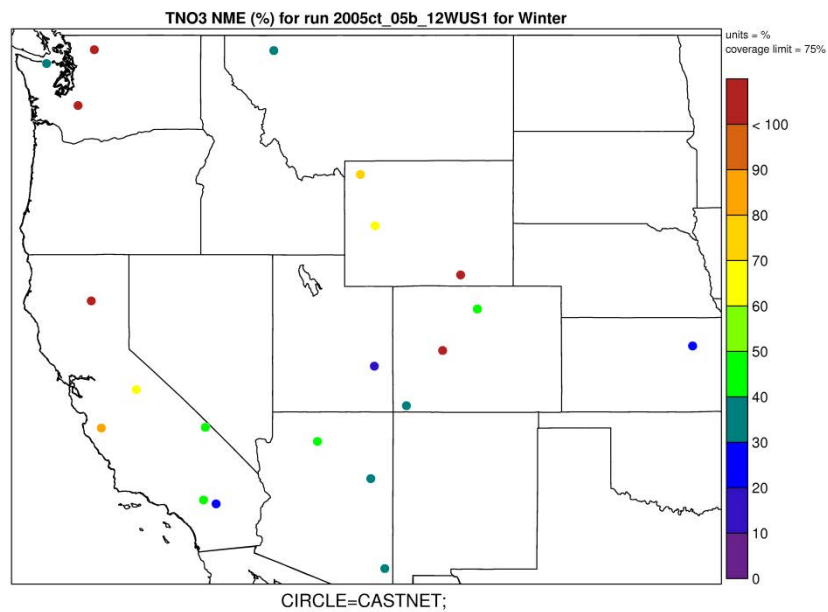 TNO3 NME (%) for run 2005ct_05b_12WUS1 for Winter
units = %
coverage limit = 75%
< 100
90
80
70
60
50
40
30
20
10
0
CIRCLE=CASTNET;